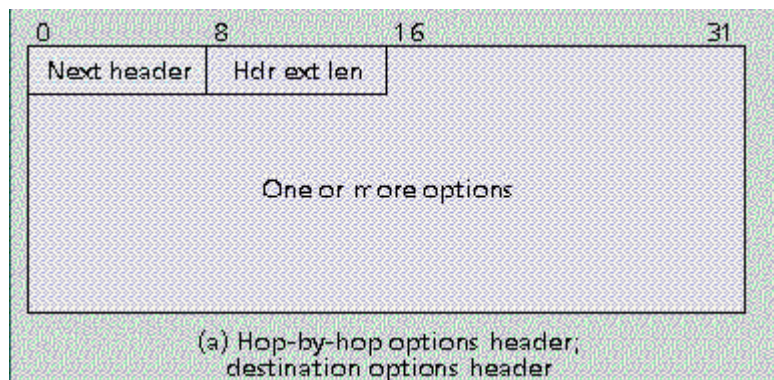 0 8 16 31
Next header Hdr ext len
One or more options
(a) Hop-by-hop options header;
destination options header